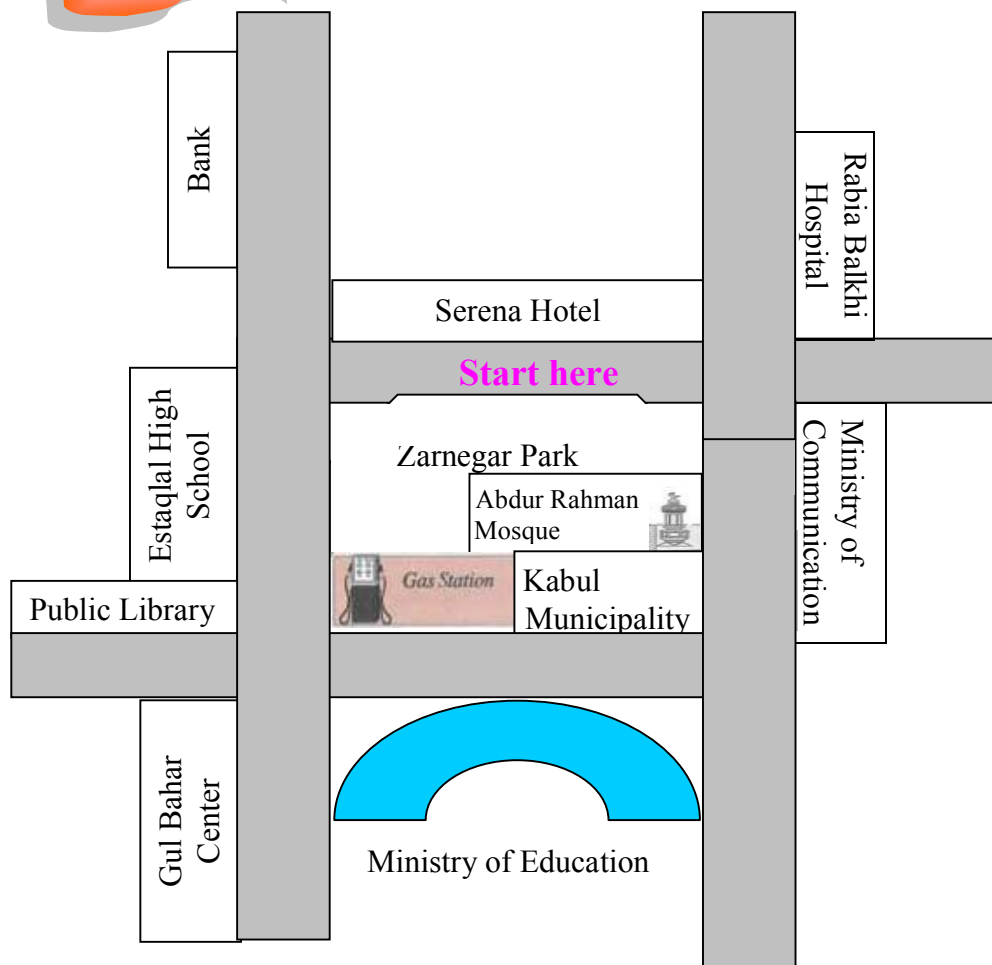 Bank
Rabia Balkhi
Hospital
Serena Hotel
Start here
Estaqlal High
School
Zarnegar Park
Ministry of
Communication
Abdur Rahman
Mosque
Gas Station
Kabul
Municipality
Public Library
Gul Bahar
Center
Ministry of Education